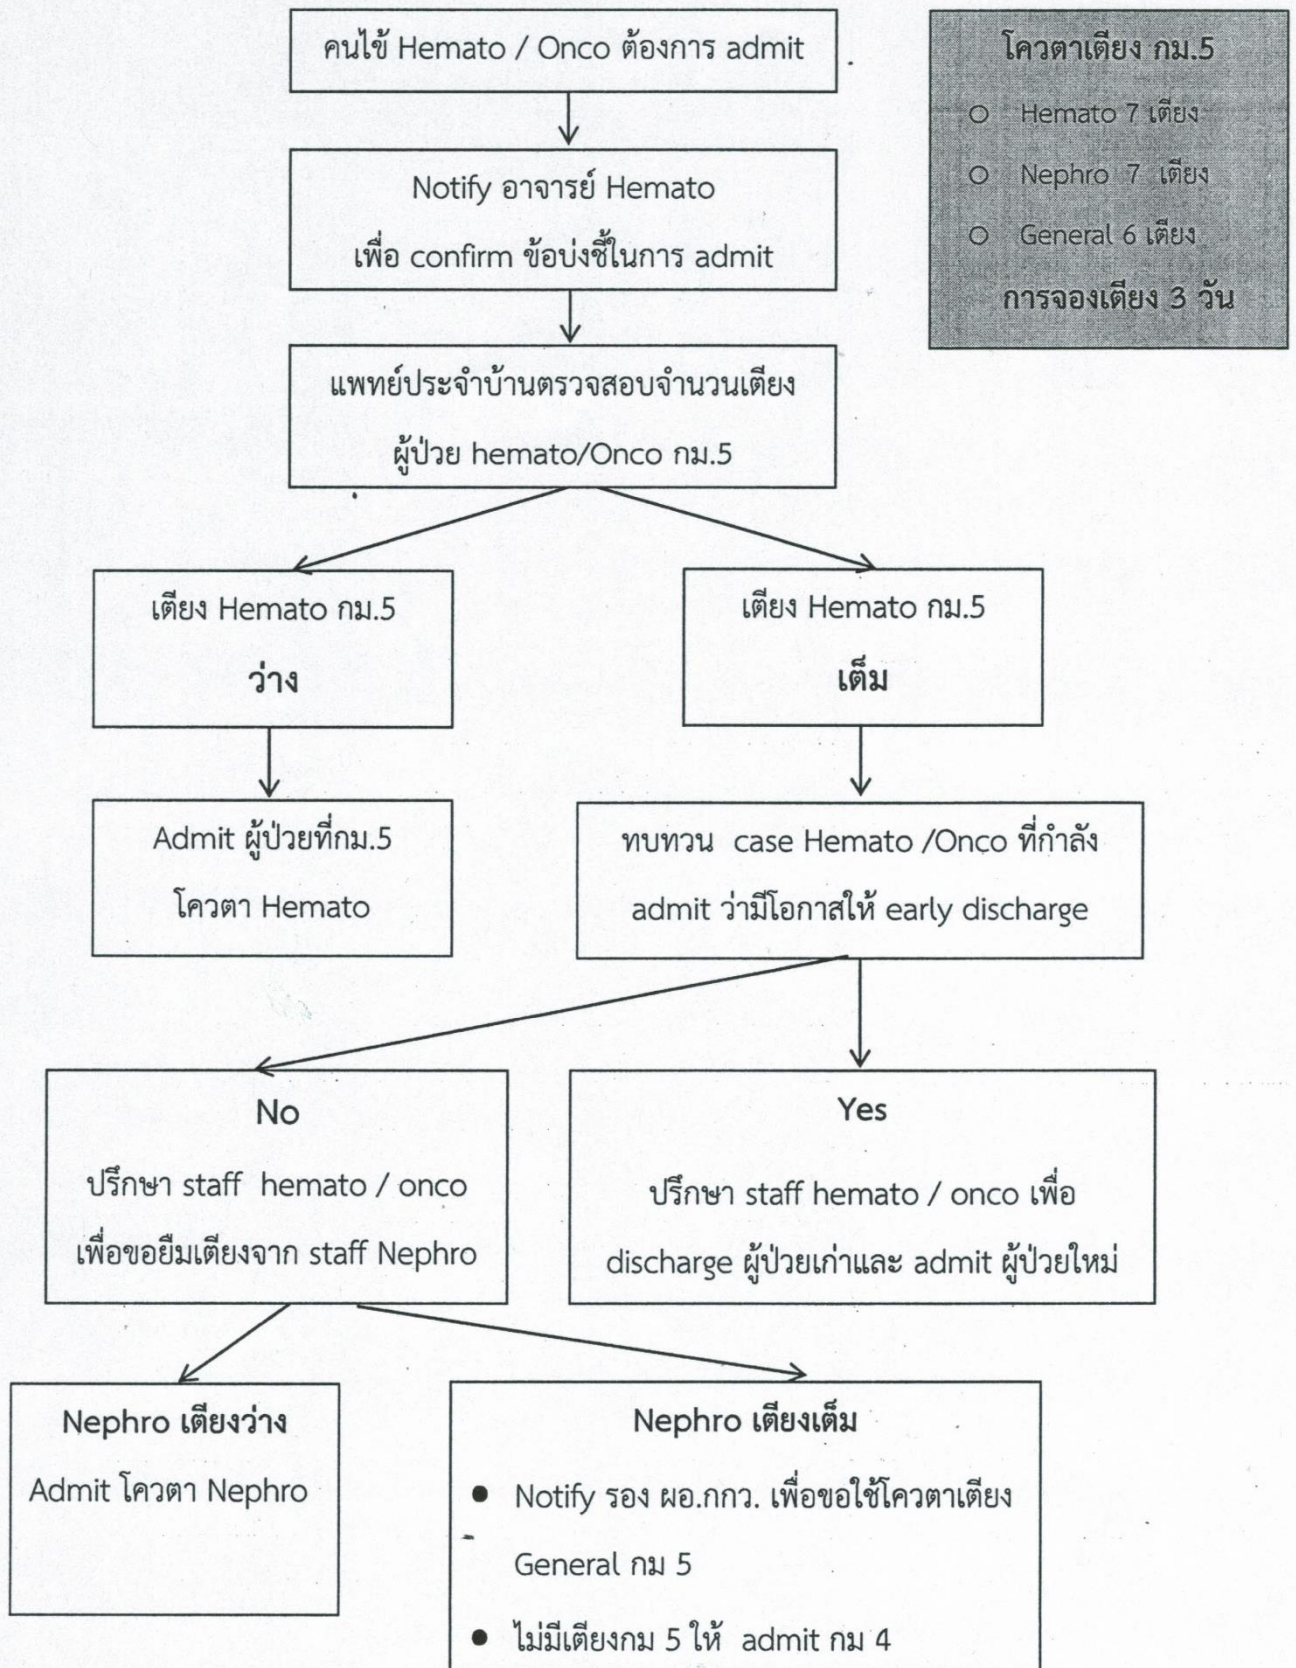 คนไข้ Hemato / Onco ต้องการ admit
โควตาเตียง กม.5
○ Hemato 7 เตียง
○ Nephro 7 เตียง
○ General 6 เตียง
การจองเตียง 3 วัน
Notify อาจารย์ Hemato
เพื่อ confirm ข้อบ่งชี้ในการ admit
แพทย์ประจำบ้านตรวจสอบจำนวนเตียง
ผู้ป่วย hemato/Onco กม.5
เตียง Hemato กม.5
ว่าง
เตียง Hemato กม.5
เต็ม
Admit ผู้ป่วยที่กม.5
โควตา Hemato
ทบทวน case Hemato /Onco ที่กำลัง
admit ว่ามีโอกาสให้ early discharge
No
ปรึกษา staff hemato / onco
เพื่อขอยืมเตียงจาก staff Nephro
Yes
ปรึกษา staff hemato / onco เพื่อ
discharge ผู้ป่วยเก่าและ admit ผู้ป่วยใหม่
Nephro เตียงว่าง
Admit โควตา Nephro
Nephro เตียงเต็ม
● Notify รอง ผอ.กกว. เพื่อขอใช้โควตาเตียง
General กม 5
● ไม่มีเตียงกม 5 ให้ admit กม 4